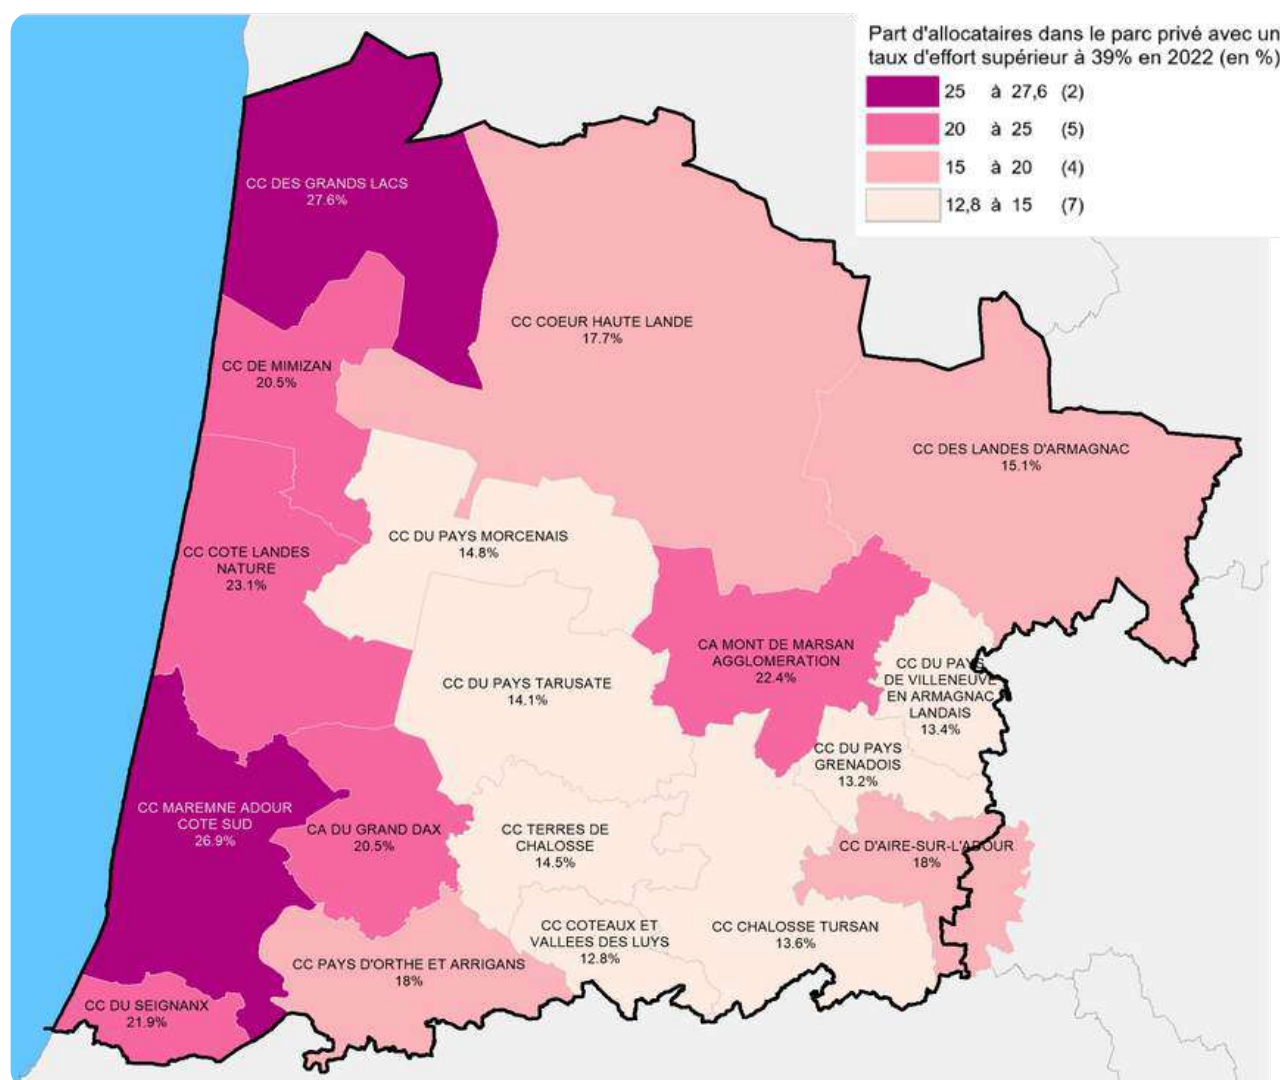 Part d'allocataires dans le parc privé avec un
taux d'effort supérieur à 39% en 2022 (en %)
25 à 27,6 (2)
20 à 25 (5)
15 à 20 (4)
12,8 à 15 (7)
CC DES GRANDS LACS
27.6%
CC COEUR HAUTE LANDE
17.7%
CC DE MIMIZAN
20.5%
CC DES LANDES D'ARMAGNAC
15.1%
CC DU PAYS MORCENAIS
14.8%
CC COTE LANDES
NATURE
23.1%
CA MONT DE MARSAN
AGGLOMERATION
22.4%
CC DU PAYS
DE VILLENEUVE
EN ARMAGNAC
LANDAIS
13.4%
CC DU PAYS TARUSATE
14.1%
CC DU PAYS
GRENADOIS
13.2%
CC MAREMNE ADOUR
COTE SUD
26.9%
CA DU GRAND DAX
20.5%
CC TERRES DE
CHALOSSE
14.5%
CC D'AIRE-SUR-L'ADOUR
18%
CC COTEAUX ET
VALLEES DES LUYS
12.8%
CC CHALOSSE TURSAN
13.6%
CC PAYS D'ORTHE ET ARRIGANS
18%
CC DU SEIGNANX
21.9%